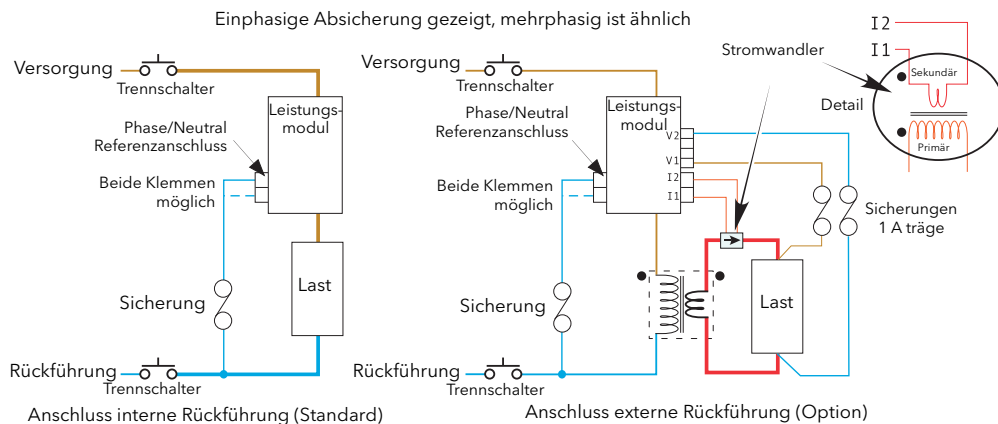 Einphasige Absicherung gezeigt, mehrphasig ist ähnlich
Versorgung
Trennschalter
Leistungs-
modul
Phase/Neutral
Referenzanschluss
Beide Klemmen
möglich
Sicherung
Last
Rückführung
Trennschalter
Anschluss interne Rückführung (Standard)
Versorgung
Trennschalter
Leistungs-
modul
Phase/Neutral
Referenzanschluss
Beide Klemmen
möglich
V2
V1
I2
I1
Stromwandler
I2
I1
Sekundär
Detail
Primär
Sicherungen
1 A träge
Sicherung
Last
Rückführung
Trennschalter
Anschluss externe Rückführung (Option)